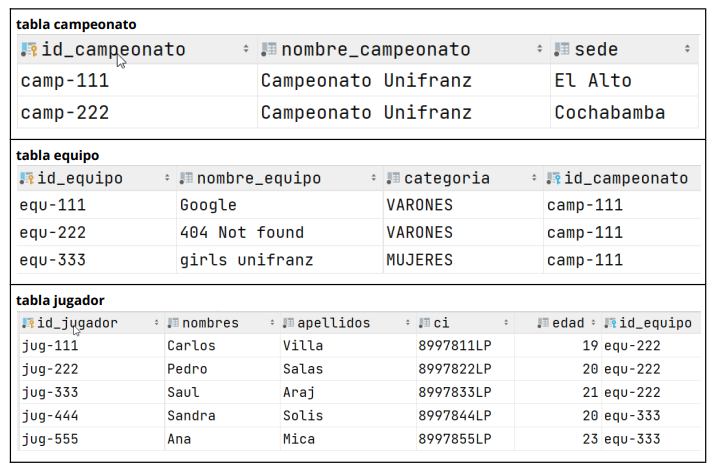 tabla campeonato
id_campeonato nombre_campeonato sede
camp-111 Campeonato Unifranz El Alto
camp-222 Campeonato Unifranz Cochabamba
tabla equipo
id_equipo nombre_equipo categoria id_campeonato
equ-111 Google VARONES camp-111
equ-222 404 Not found VARONES camp-111
equ-333 girls unifranz MUJERES camp-111
tabla jugador
id_jugador nombres apellidos ci edad id_equipo
jug-111 Carlos Villa 8997811LP 19 equ-222
jug-222 Pedro Salas 8997822LP 20 equ-222
jug-333 Saul Araj 8997833LP 21 equ-222
jug-444 Sandra Solis 8997844LP 20 equ-333
jug-555 Ana Mica 8997855LP 23 equ-333